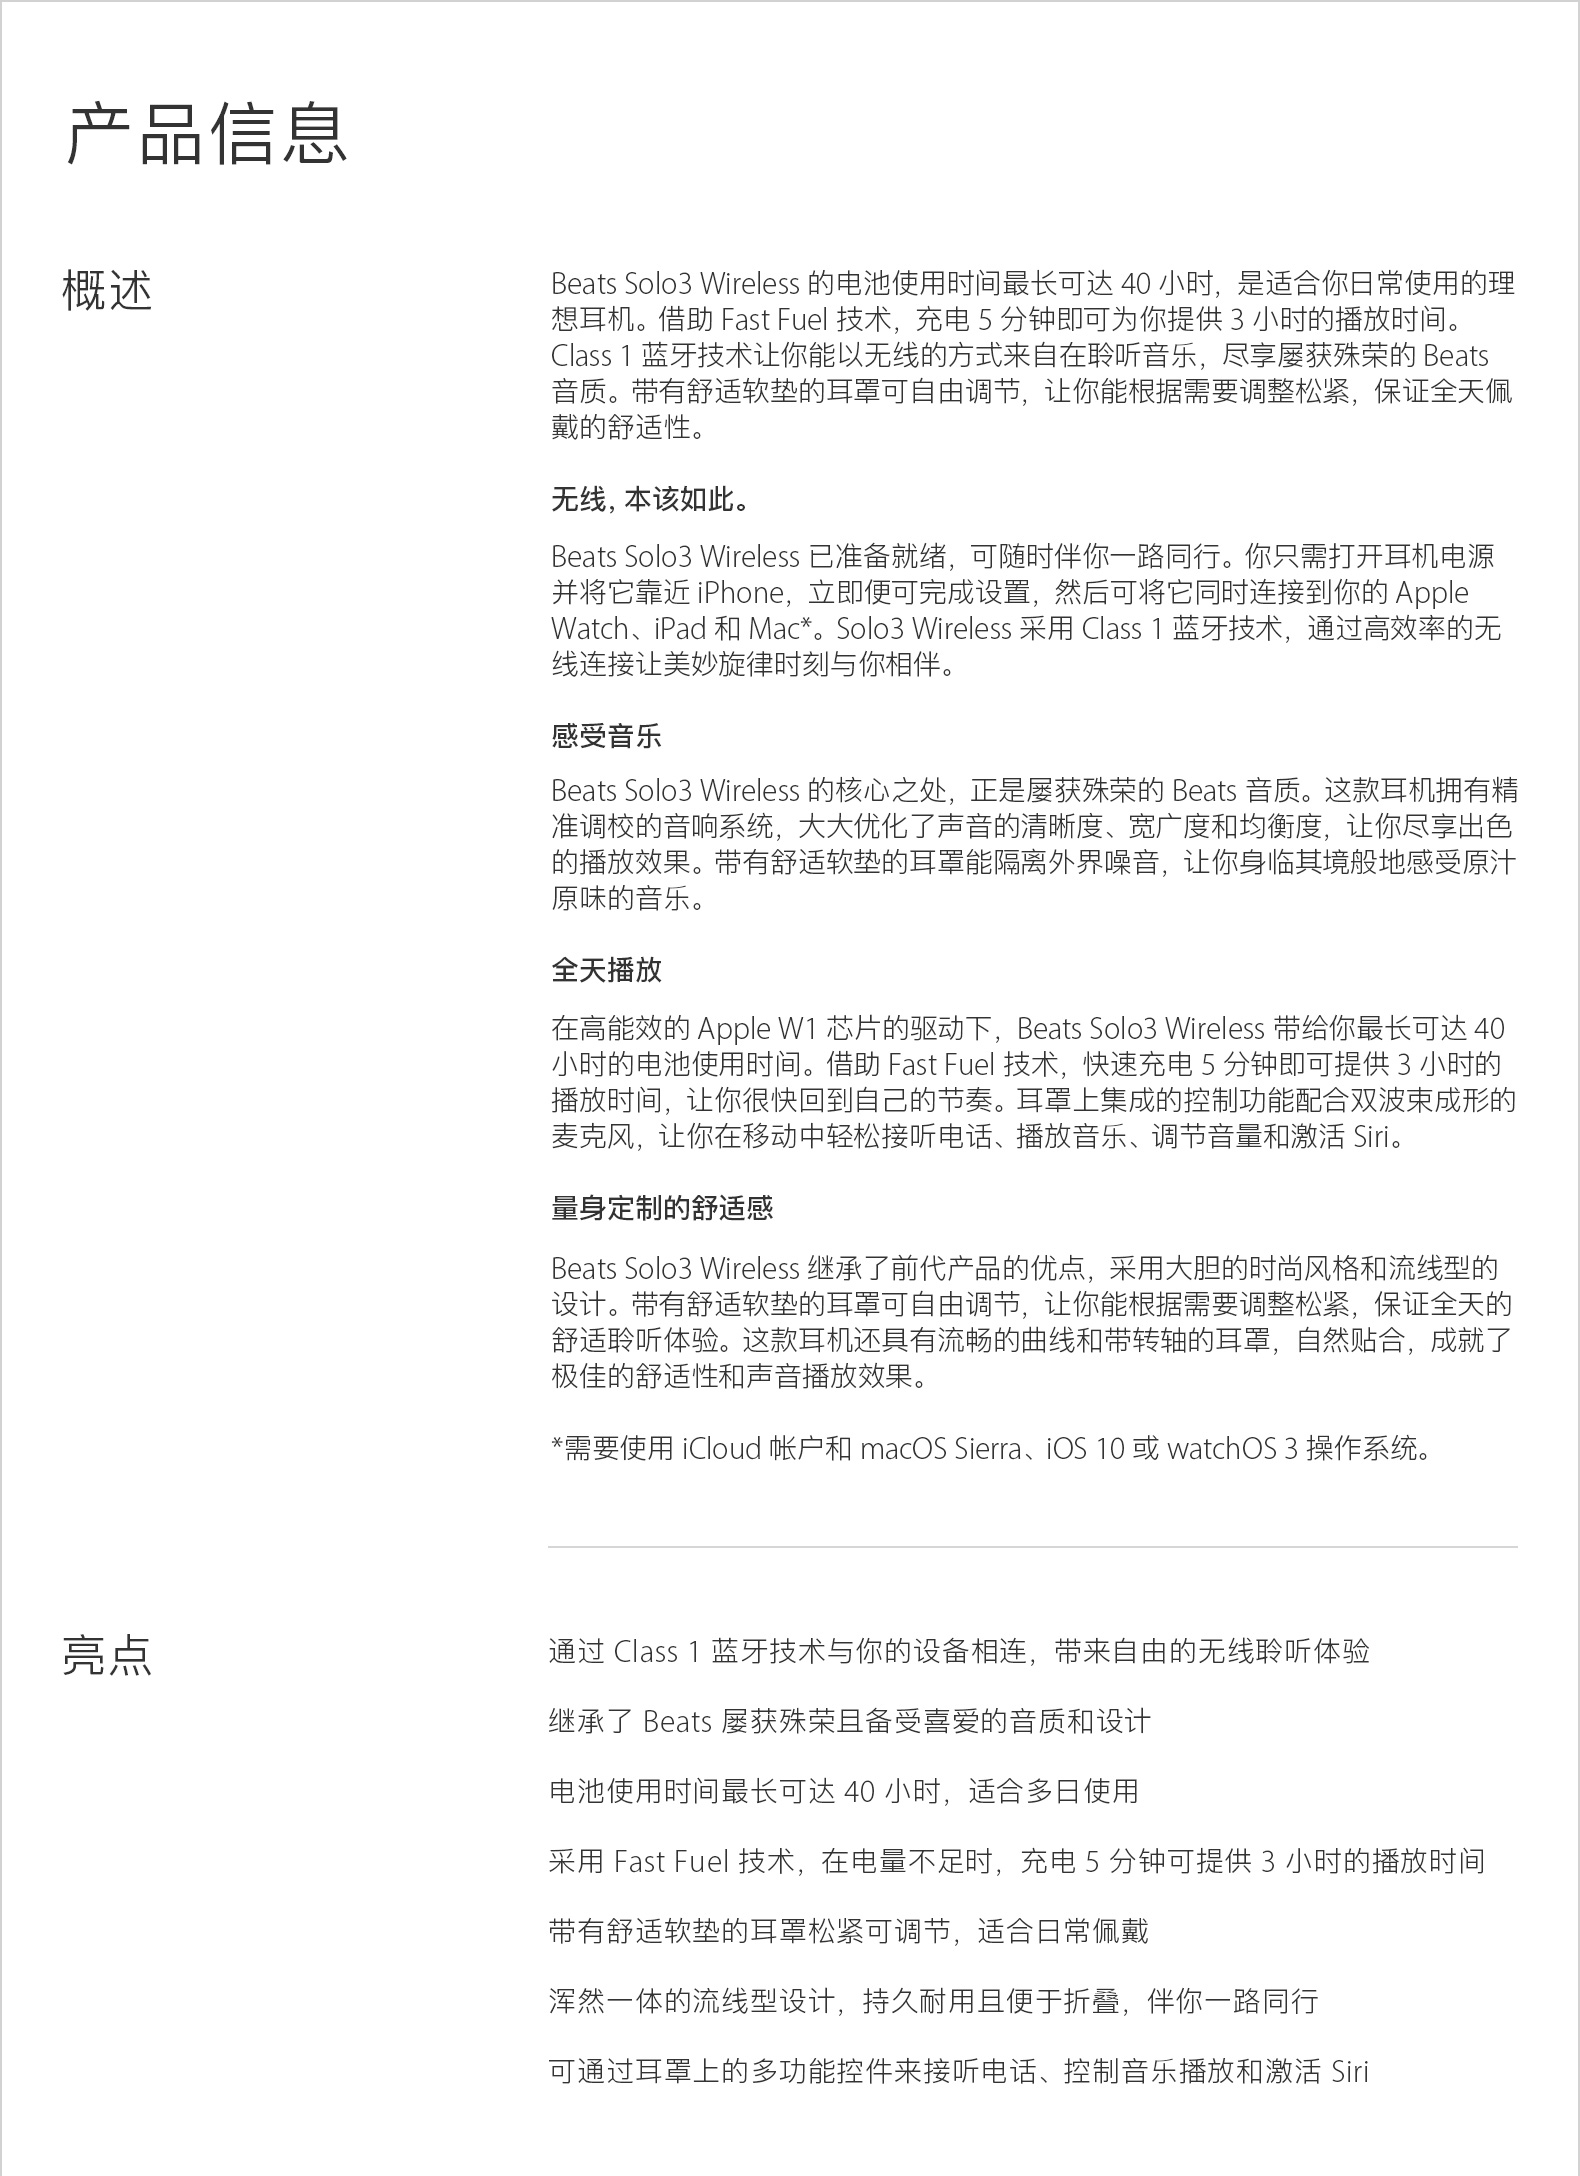 产品信息
概述
Beats Solo3 Wireless 的电池使用时间最长可达 40 小时，是适合你日常使用的理
想耳机。借助 Fast Fuel 技术，充电 5 分钟即可为你提供 3 小时的播放时间。
Class 1 蓝牙技术让你能以无线的方式来自在聆听音乐，尽享屡获殊荣的 Beats
音质。带有舒适软垫的耳罩可自由调节，让你能根据需要调整松紧，保证全天佩
戴的舒适性。
无线，本该如此。
Beats Solo3 Wireless 已准备就绪，可随时伴你一路同行。你只需打开耳机电源
并将它靠近 iPhone，立即便可完成设置，然后可将它同时连接到你的 Apple
Watch、iPad 和 Mac*。Solo3 Wireless 采用 Class 1 蓝牙技术，通过高效率的无
线连接让美妙旋律时刻与你相伴。
感受音乐
Beats Solo3 Wireless 的核心之处，正是屡获殊荣的 Beats 音质。这款耳机拥有精
准调校的音响系统，大大优化了声音的清晰度、宽广度和均衡度，让你尽享出色
的播放效果。带有舒适软垫的耳罩能隔离外界噪音，让你身临其境般地感受原汁
原味的音乐。
全天播放
在高能效的 Apple W1 芯片的驱动下，Beats Solo3 Wireless 带给你最长可达 40
小时的电池使用时间。借助 Fast Fuel 技术，快速充电 5 分钟即可提供 3 小时的
播放时间，让你很快回到自己的节奏。耳罩上集成的控制功能配合双波束成形的
麦克风，让你在移动中轻松接听电话、播放音乐、调节音量和激活 Siri。
量身定制的舒适感
Beats Solo3 Wireless 继承了前代产品的优点，采用大胆的时尚风格和流线型的
设计。带有舒适软垫的耳罩可自由调节，让你能根据需要调整松紧，保证全天的
舒适聆听体验。这款耳机还具有流畅的曲线和带转轴的耳罩，自然贴合，成就了
极佳的舒适性和声音播放效果。
*需要使用 iCloud 帐户和 macOS Sierra、iOS 10 或 watchOS 3 操作系统。
亮点
通过 Class 1 蓝牙技术与你的设备相连，带来自由的无线聆听体验
继承了 Beats 屡获殊荣且备受喜爱的音质和设计
电池使用时间最长可达 40 小时，适合多日使用
采用 Fast Fuel 技术，在电量不足时，充电 5 分钟可提供 3 小时的播放时间
带有舒适软垫的耳罩松紧可调节，适合日常佩戴
浑然一体的流线型设计，持久耐用且便于折叠，伴你一路同行
可通过耳罩上的多功能控件来接听电话、控制音乐播放和激活 Siri